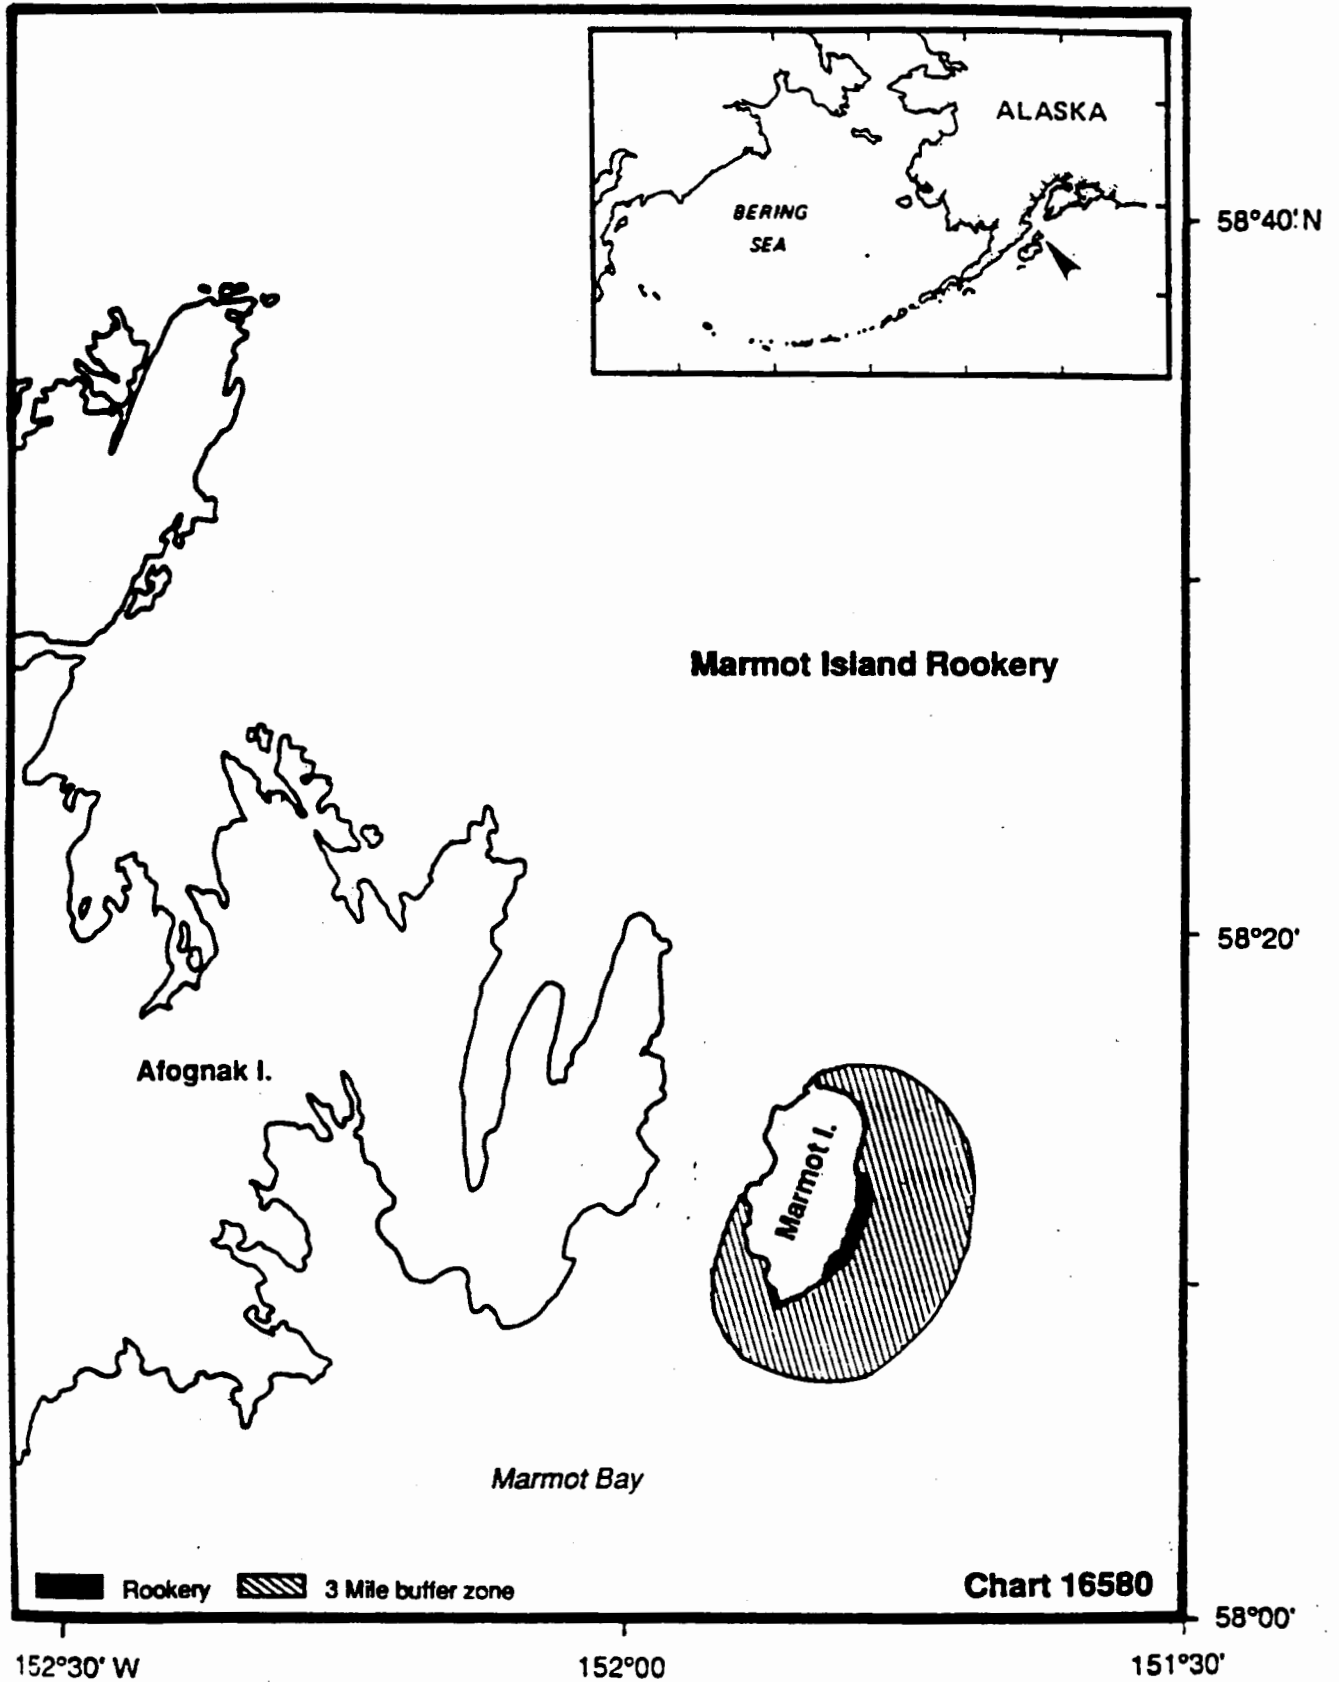 ALASKA
BERING
SEA
58°40'N
Marmot Island Rookery
58°20'
Afognak I.
Marmot I.
Marmot Bay
Rookery
3 Mile buffer zone
Chart 16580
58°00'
152°30' W
152°00
151°30'